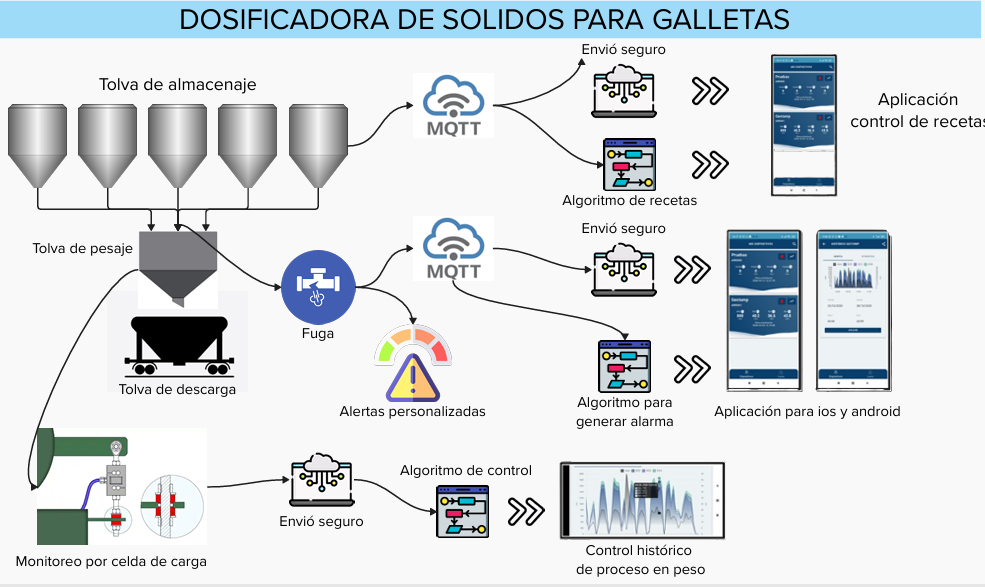 DOSIFICADORA DE SOLIDOS PARA GALLETAS
Tolva de almacenaje
MQTT
Envió seguro
Algoritmo de recetas
Aplicación
control de recetas
Tolva de pesaje
Tolva de descarga
Fuga
Alertas personalizadas
MQTT
Envió seguro
Algoritmo para
generar alarma
Aplicación para ios y android
Monitoreo por celda de carga
Envió seguro
Algoritmo de control
Control histórico
de proceso en peso